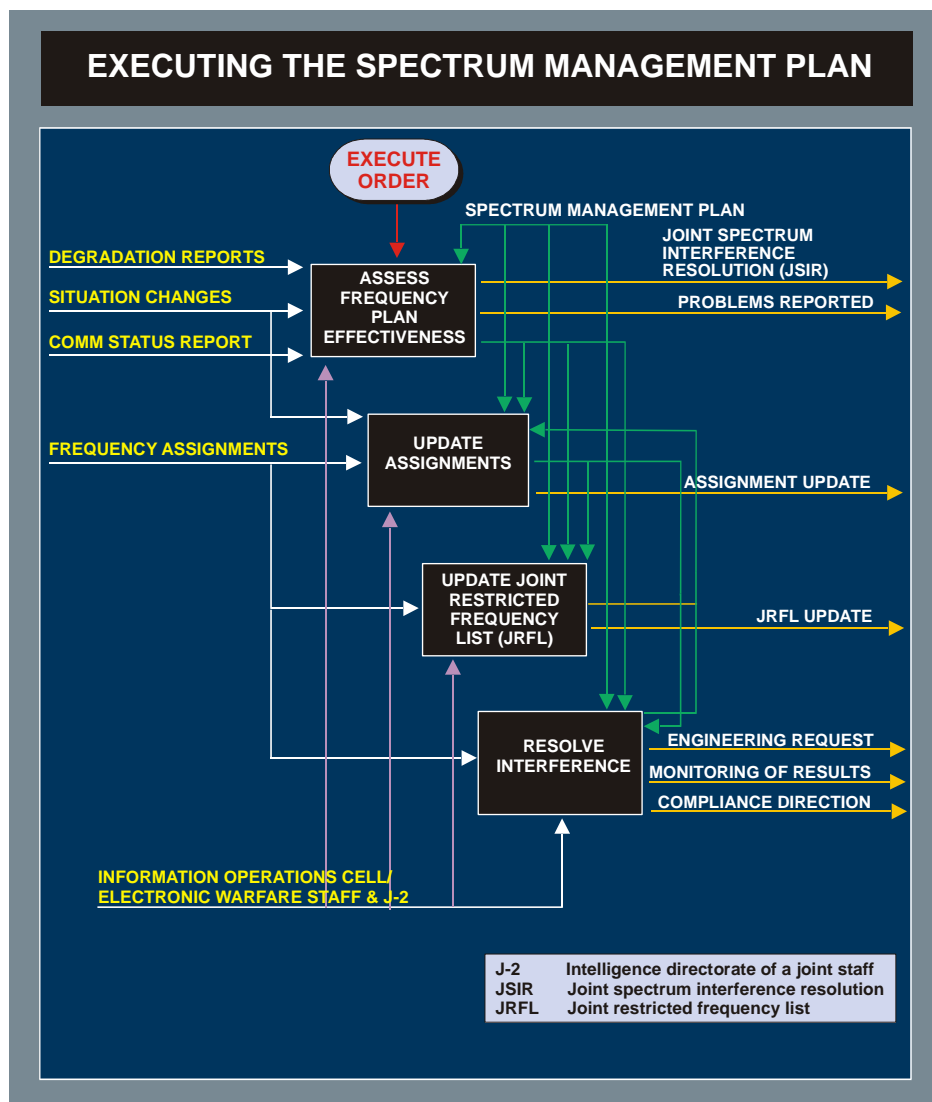 EXECUTING THE SPECTRUM MANAGEMENT PLAN
EXECUTE
ORDER
SPECTRUM MANAGEMENT PLAN
DEGRADATION REPORTS
SITUATION CHANGES
COMM STATUS REPORT
ASSESS
FREQUENCY
PLAN
EFFECTIVENESS
JOINT SPECTRUM
INTERFERENCE
RESOLUTION (JSIR)
PROBLEMS REPORTED
FREQUENCY ASSIGNMENTS
UPDATE
ASSIGNMENTS
ASSIGNMENT UPDATE
UPDATE JOINT
RESTRICTED
FREQUENCY
LIST (JRFL)
JRFL UPDATE
RESOLVE
INTERFERENCE
ENGINEERING REQUEST
MONITORING OF RESULTS
COMPLIANCE DIRECTION
INFORMATION OPERATIONS CELL/
ELECTRONIC WARFARE STAFF & J-2
J-2 Intelligence directorate of a joint staff
JSIR Joint spectrum interference resolution
JRFL Joint restricted frequency list